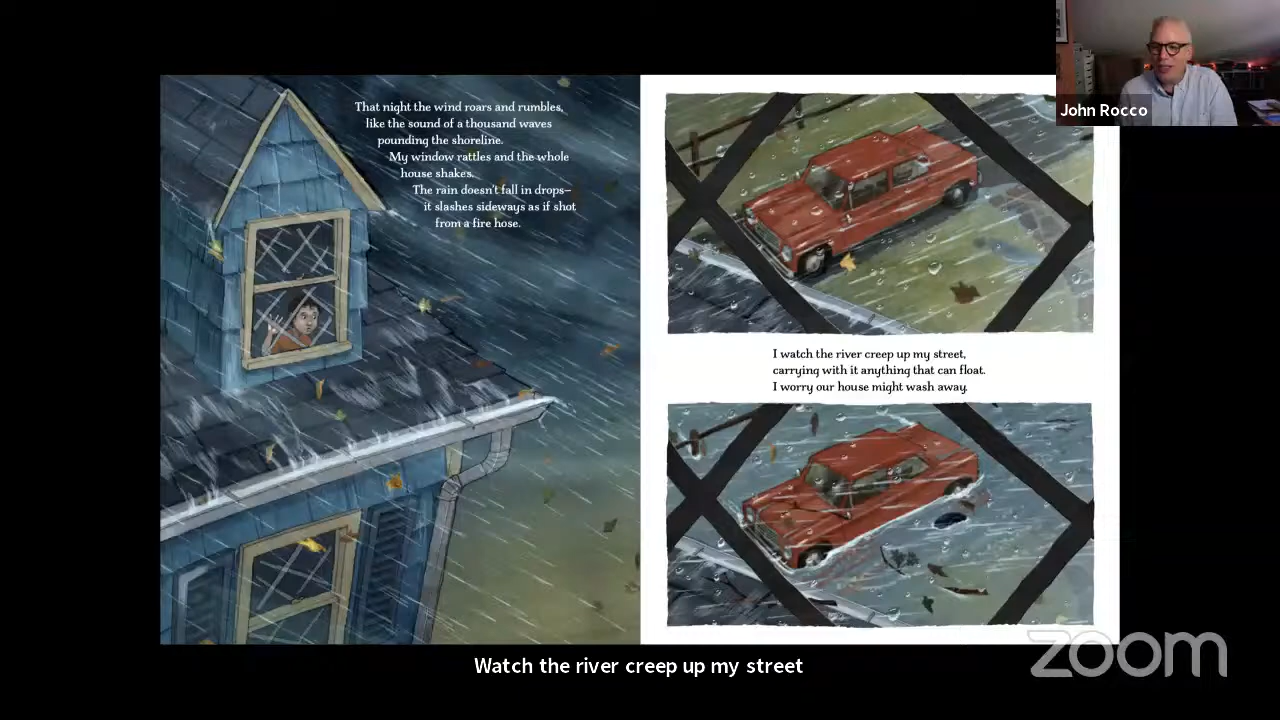 John Rocco
That night the wind roars and rumbles,
like the sound of a thousand waves
pounding the shoreline.
My window rattles and the whole
house shakes.
The rain doesn't fall in drops—
it slashes sideways as if shot
from a fire hose.
I watch the river creep up my street,
carrying with it anything that can float.
I worry our house might wash away.
Watch the river creep up my street
zoom